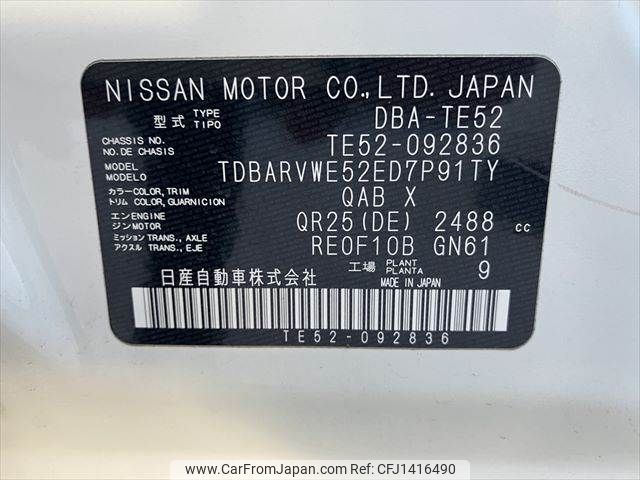 NISSAN MOTOR CO., LTD. JAPAN
型式 TYPE TIPO DBA-TE52
CHASSIS NO. NO. DE CHASIS TE52-092836
MODEL MODELO TDBARVWE52ED7P91TY
カラー COLOR, TRIM トリム COLOR, GUARNICION QAB X
エンジン ENGINE MOTOR QR25(DE) 2488 cc
ミッション TRANS., AXLE アクスル TRANS., EJE RE0F10B GN61
工場 PLANT PLANTA 9
日産自動車株式会社 MADE IN JAPAN
TE52-092836
www.CarFromJapan.com | CarFromJapan ID: CFJ1416490